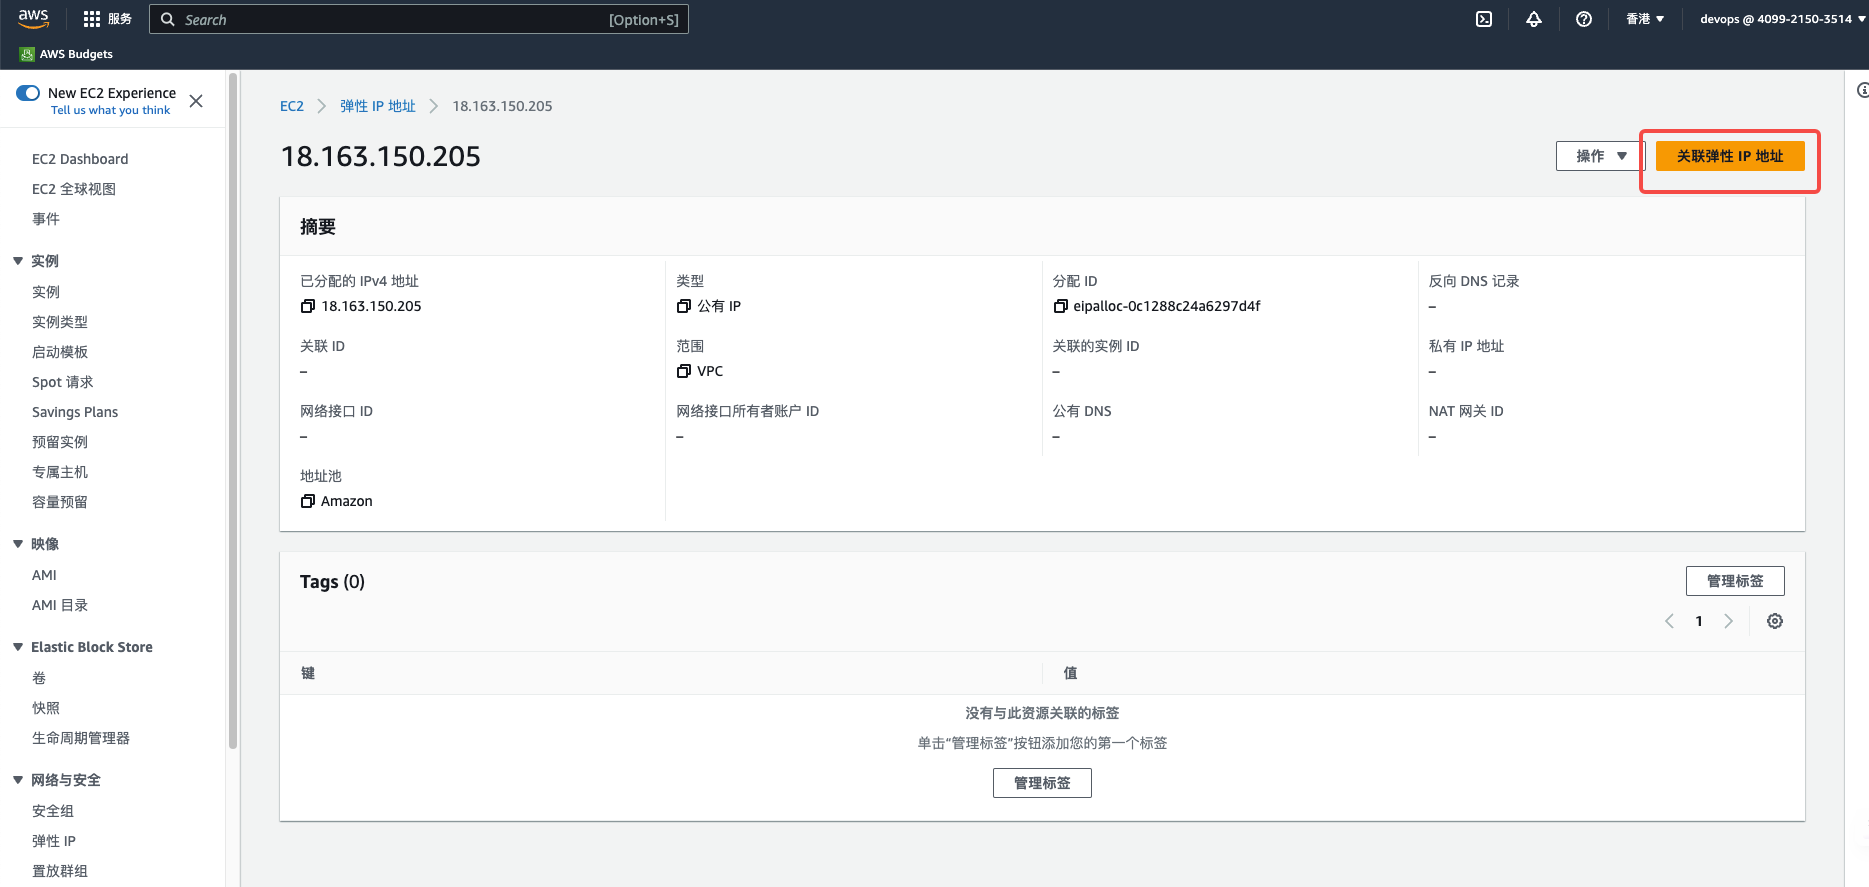 aws
服务
Search
[Option+S]
香港
devops @ 4099-2150-3514
AWS Budgets
New EC2 Experience
Tell us what you think
EC2 Dashboard
EC2 全球视图
事件
实例
实例
实例类型
启动模板
Spot 请求
Savings Plans
预留实例
专属主机
容量预留
映像
AMI
AMI 目录
Elastic Block Store
卷
快照
生命周期管理器
网络与安全
安全组
弹性 IP
置放群组
EC2
弹性 IP 地址
18.163.150.205
18.163.150.205
操作
关联弹性 IP 地址
摘要
已分配的 IPv4 地址
18.163.150.205
类型
公有 IP
分配 ID
eipalloc-0c1288c24a6297d4f
反向 DNS 记录
–
关联 ID
–
范围
VPC
关联的实例 ID
–
私有 IP 地址
–
网络接口 ID
–
网络接口所有者账户 ID
–
公有 DNS
–
NAT 网关 ID
–
地址池
Amazon
Tags (0)
管理标签
1
键
值
没有与此资源关联的标签
单击“管理标签”按钮添加您的第一个标签
管理标签